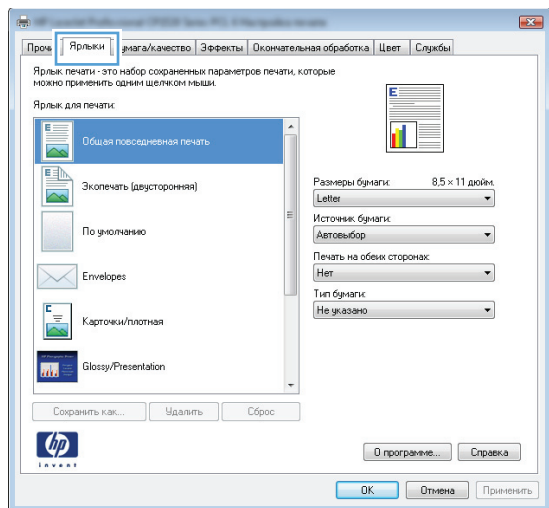 Ярлыки
Эффекты
Окончательная обработка
Цвет
Службы
Ярлык печати - это набор сохраненных параметров печати, которые
можно применить одним щелчком мыши.
Ярлык для печати:
Общая повседневная печать
Экопечать (двусторонняя)
По умолчанию
Envelopes
Карточки/плотная
Glossy/Presentation
Размеры бумаги: 8,5 × 11 дюйм.
Letter
Источник бумаги:
Автовыбор
Печать на обеих сторонах:
Нет
Тип бумаги:
Не указано
Сохранить как...
Удалить
Сброс
hp
invent
О программе...
Справка
OK
Отмена
Применить